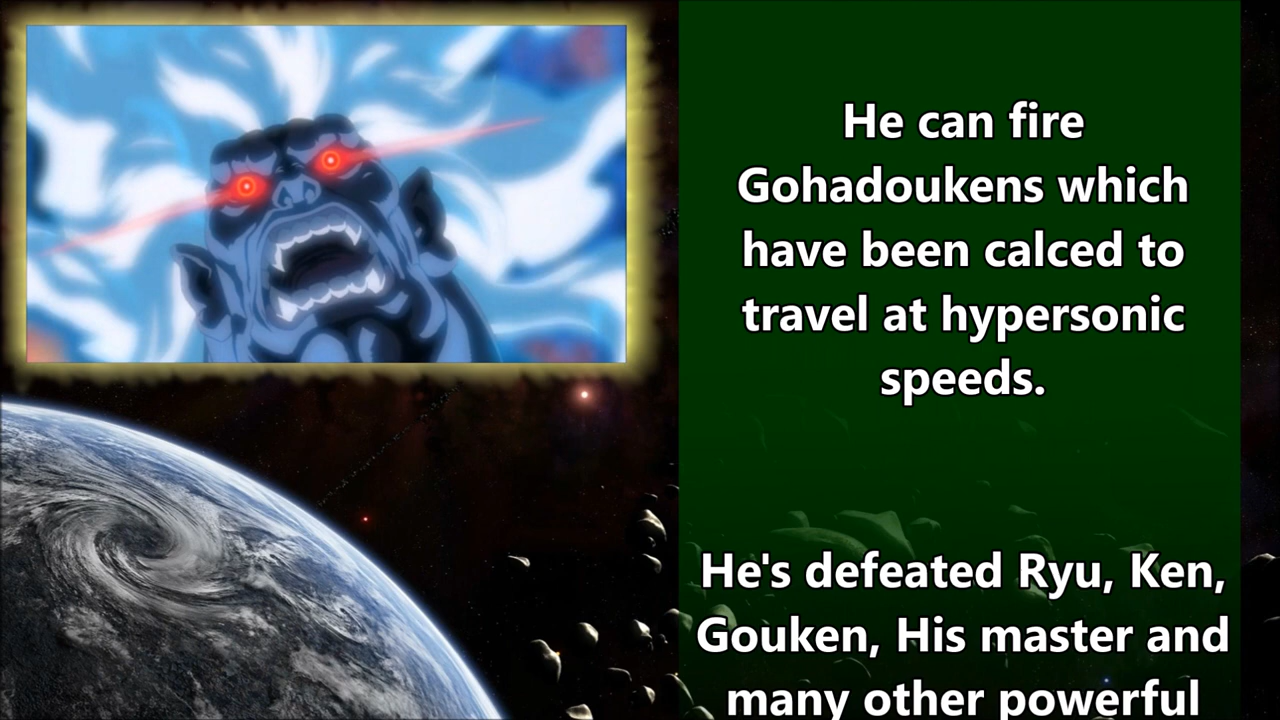 He can fire
Gohadoukens which
have been calced to
travel at hypersonic
speeds.
He's defeated Ryu, Ken,
Gouken, His master and
many other powerful